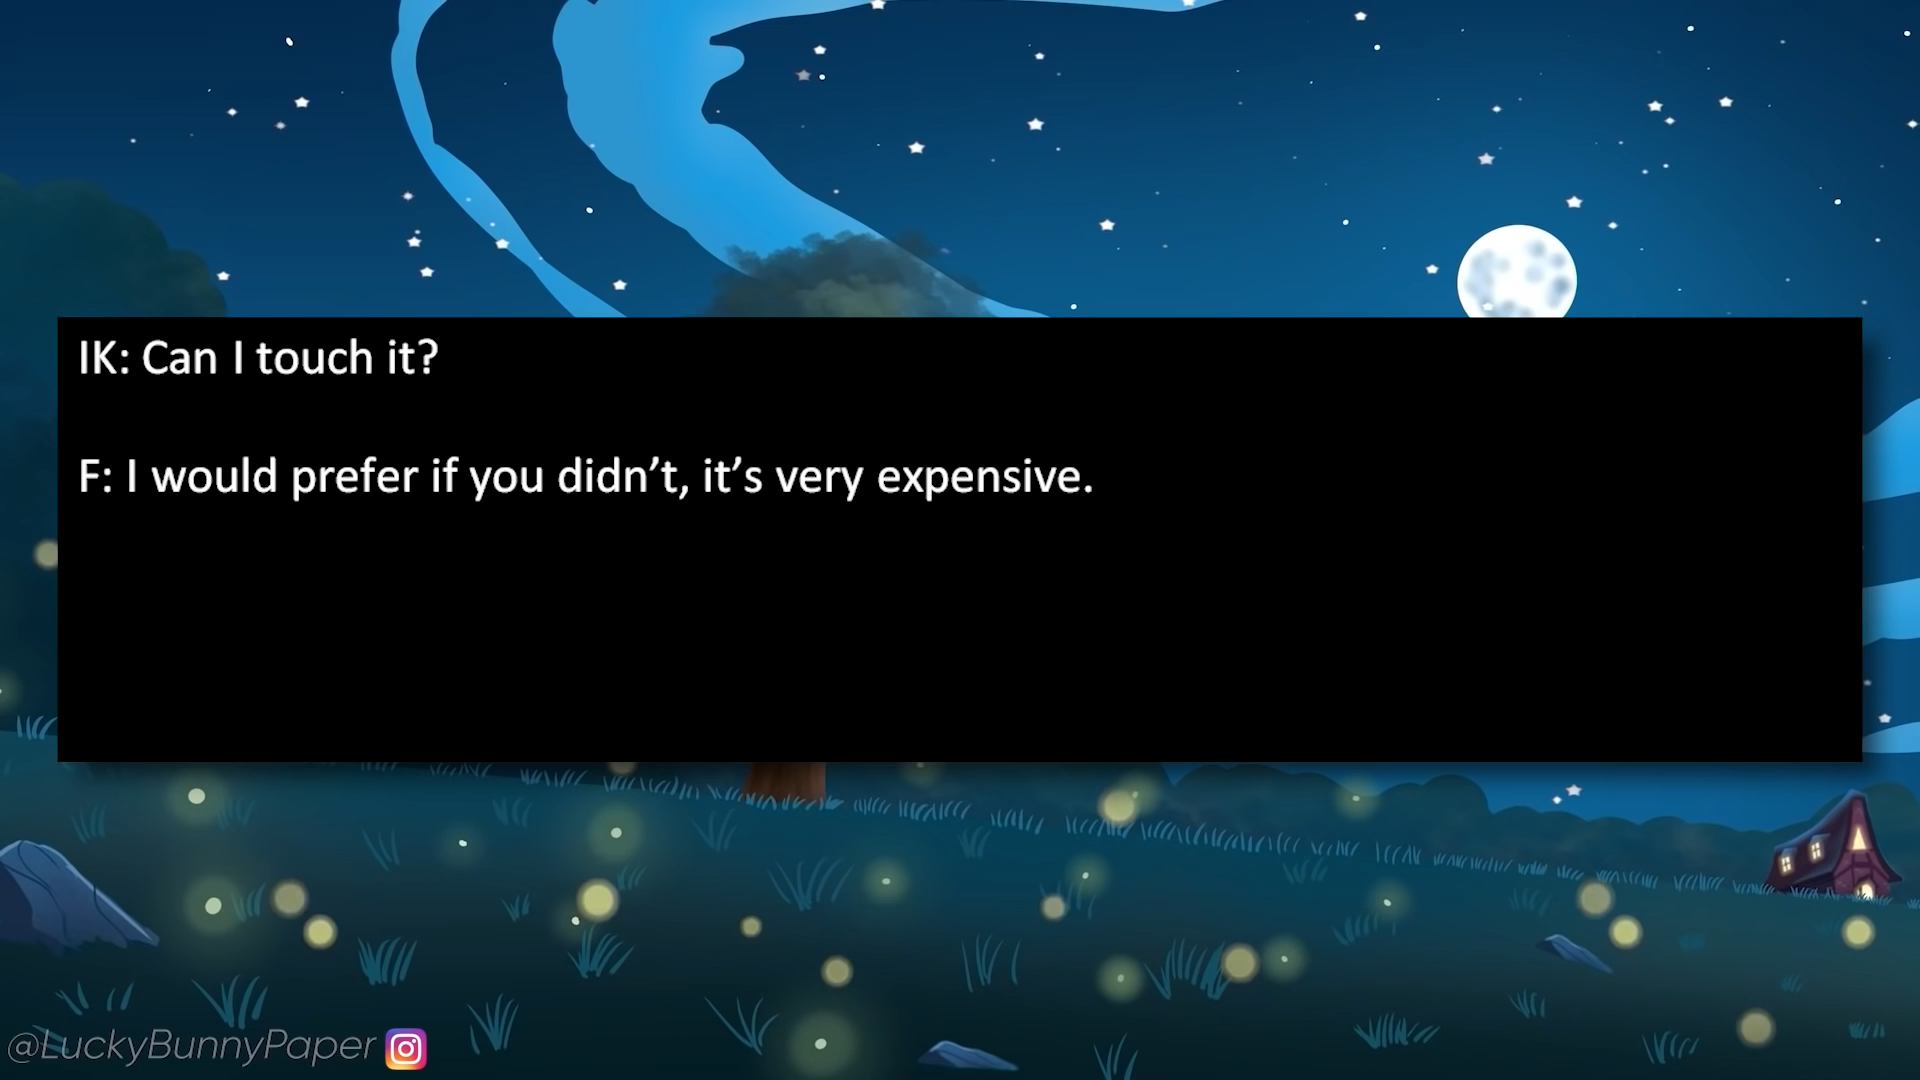 IK: Can I touch it?
F: I would prefer if you didn’t, it’s very expensive.
@LuckyBunnyPaper